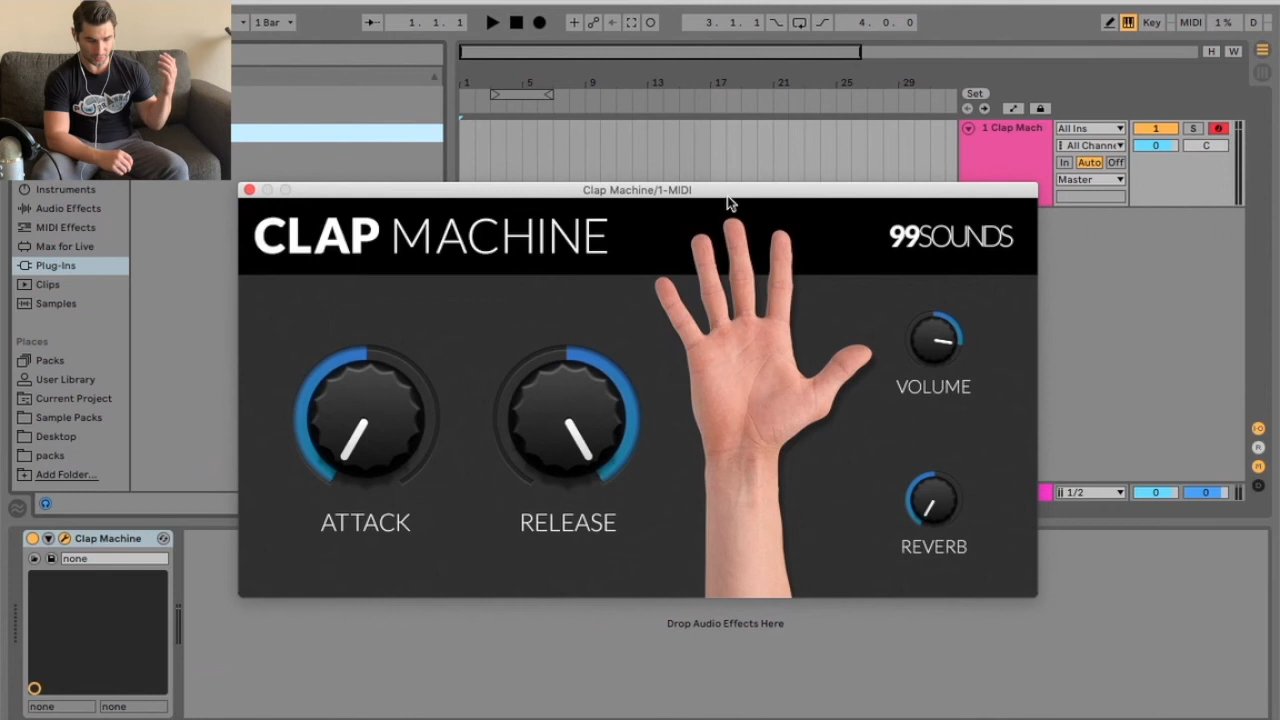 1 Bar
1. 1. 1
3. 1. 1
4. 0. 0
Key
MIDI
1 %
D
H
W
1
5
9
13
17
21
25
29
Set
1 Clap Mach
All Ins
1
S
All Channe
0
C
In
Auto
Off
Master
Instruments
Audio Effects
MIDI Effects
Max for Live
Plug-Ins
Clips
Samples
Places
Packs
User Library
Current Project
Sample Packs
Desktop
packs
Add Folder...
Clap Machine/1-MIDI
CLAP MACHINE
99SOUNDS
VOLUME
ATTACK
RELEASE
REVERB
1/2
0
0
R
M
D
Clap Machine
none
none
none
Drop Audio Effects Here